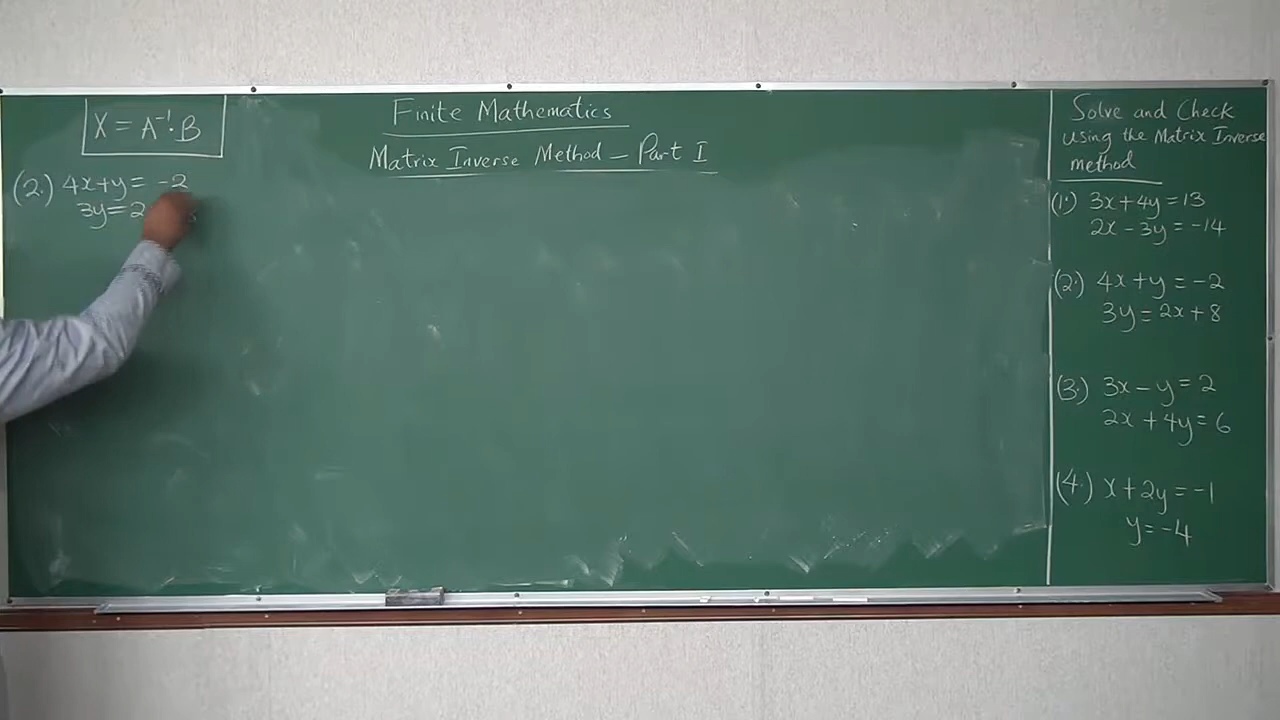 X = A⁻¹·B
Finite Mathematics
Matrix Inverse Method – Part I
(2.) 4x+y= -2
3y=2
Solve and Check
using the Matrix Inverse
method
(1.) 3x+4y=13
2x-3y=-14
(2.) 4x+y=-2
3y=2x+8
(3.) 3x-y=2
2x+4y=6
(4.) x+2y=-1
y=-4